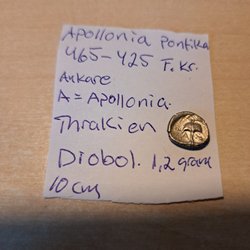 Apollonia Pontika
465-425 F.Kr.
Ankare
A = Apollonia.
Thrakien
Diobol. 1,2 gram
10 cm